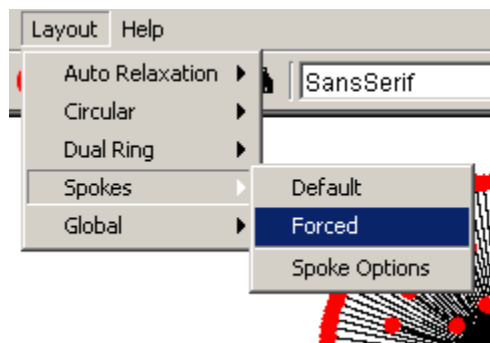 Layout Help
Auto Relaxation
SansSerif
Circular
Dual Ring
Spokes
Default
Global
Forced
Spoke Options